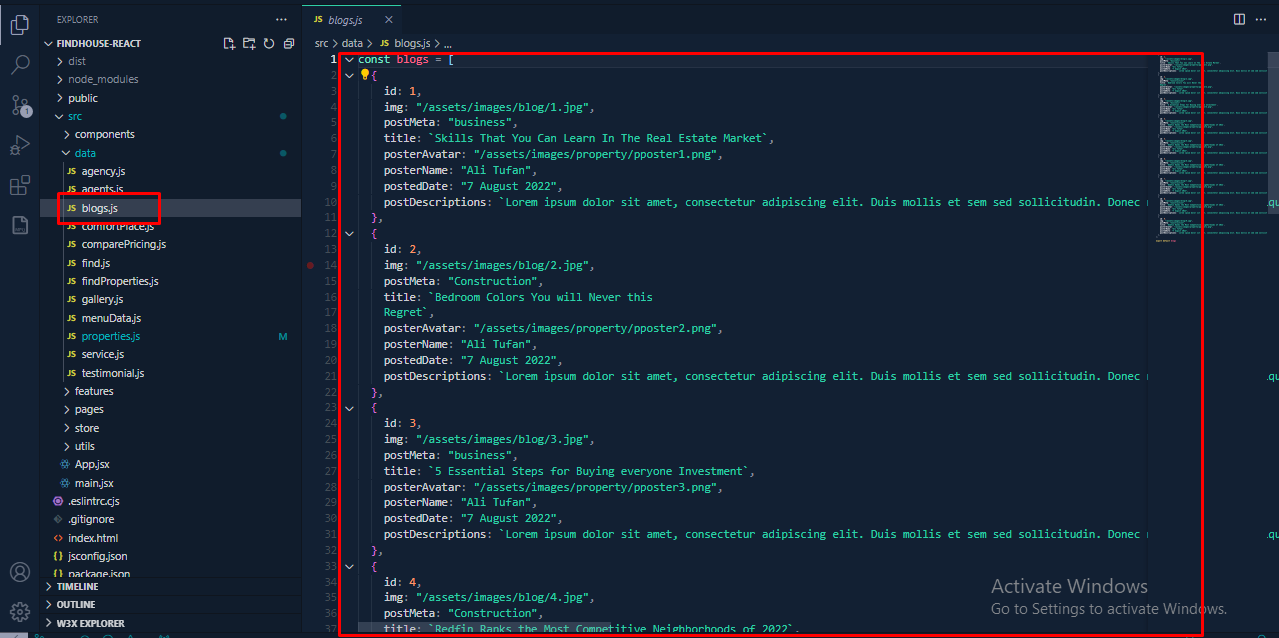 EXPLORER
FINDHOUSE-REACT
dist
node_modules
public
src
components
data
JS agency.js
JS agents.js
JS blogs.js
JS comfortPlace.js
JS comparePricing.js
JS find.js
JS findProperties.js
JS gallery.js
JS menuData.js
JS properties.js M
JS service.js
JS testimonial.js
features
pages
store
utils
App.jsx
main.jsx
.eslintrc.cjs
.gitignore
<> index.html
{} jsconfig.json
{} package.json
TIMELINE
OUTLINE
W3X EXPLORER
1
JS blogs.js
src > data > JS blogs.js > ...
1 const blogs = [
2 {
3 id: 1,
4 img: "/assets/images/blog/1.jpg",
5 postMeta: "business",
6 title: `Skills That You Can Learn In The Real Estate Market`,
7 posterAvatar: "/assets/images/property/pposter1.png",
8 posterName: "Ali Tufan",
9 postedDate: "7 August 2022",
10 postDescriptions: `Lorem ipsum dolor sit amet, consectetur adipiscing elit. Duis mollis et sem sed sollicitudin. Donec
11 },
12 {
13 id: 2,
14 img: "/assets/images/blog/2.jpg",
15 postMeta: "Construction",
16 title: `Bedroom Colors You will Never this
17 Regret`,
18 posterAvatar: "/assets/images/property/pposter2.png",
19 posterName: "Ali Tufan",
20 postedDate: "7 August 2022",
21 postDescriptions: `Lorem ipsum dolor sit amet, consectetur adipiscing elit. Duis mollis et sem sed sollicitudin. Donec
22 },
23 {
24 id: 3,
25 img: "/assets/images/blog/3.jpg",
26 postMeta: "business",
27 title: `5 Essential Steps for Buying everyone Investment`,
28 posterAvatar: "/assets/images/property/pposter3.png",
29 posterName: "Ali Tufan",
30 postedDate: "7 August 2022",
31 postDescriptions: `Lorem ipsum dolor sit amet, consectetur adipiscing elit. Duis mollis et sem sed sollicitudin. Donec
32 },
33 {
34 id: 4,
35 img: "/assets/images/blog/4.jpg",
36 postMeta: "Construction",
37 title: `Redfin Ranks the Most Competitive Neighborhoods of 2022`,
Activate Windows
Go to Settings to activate Windows.